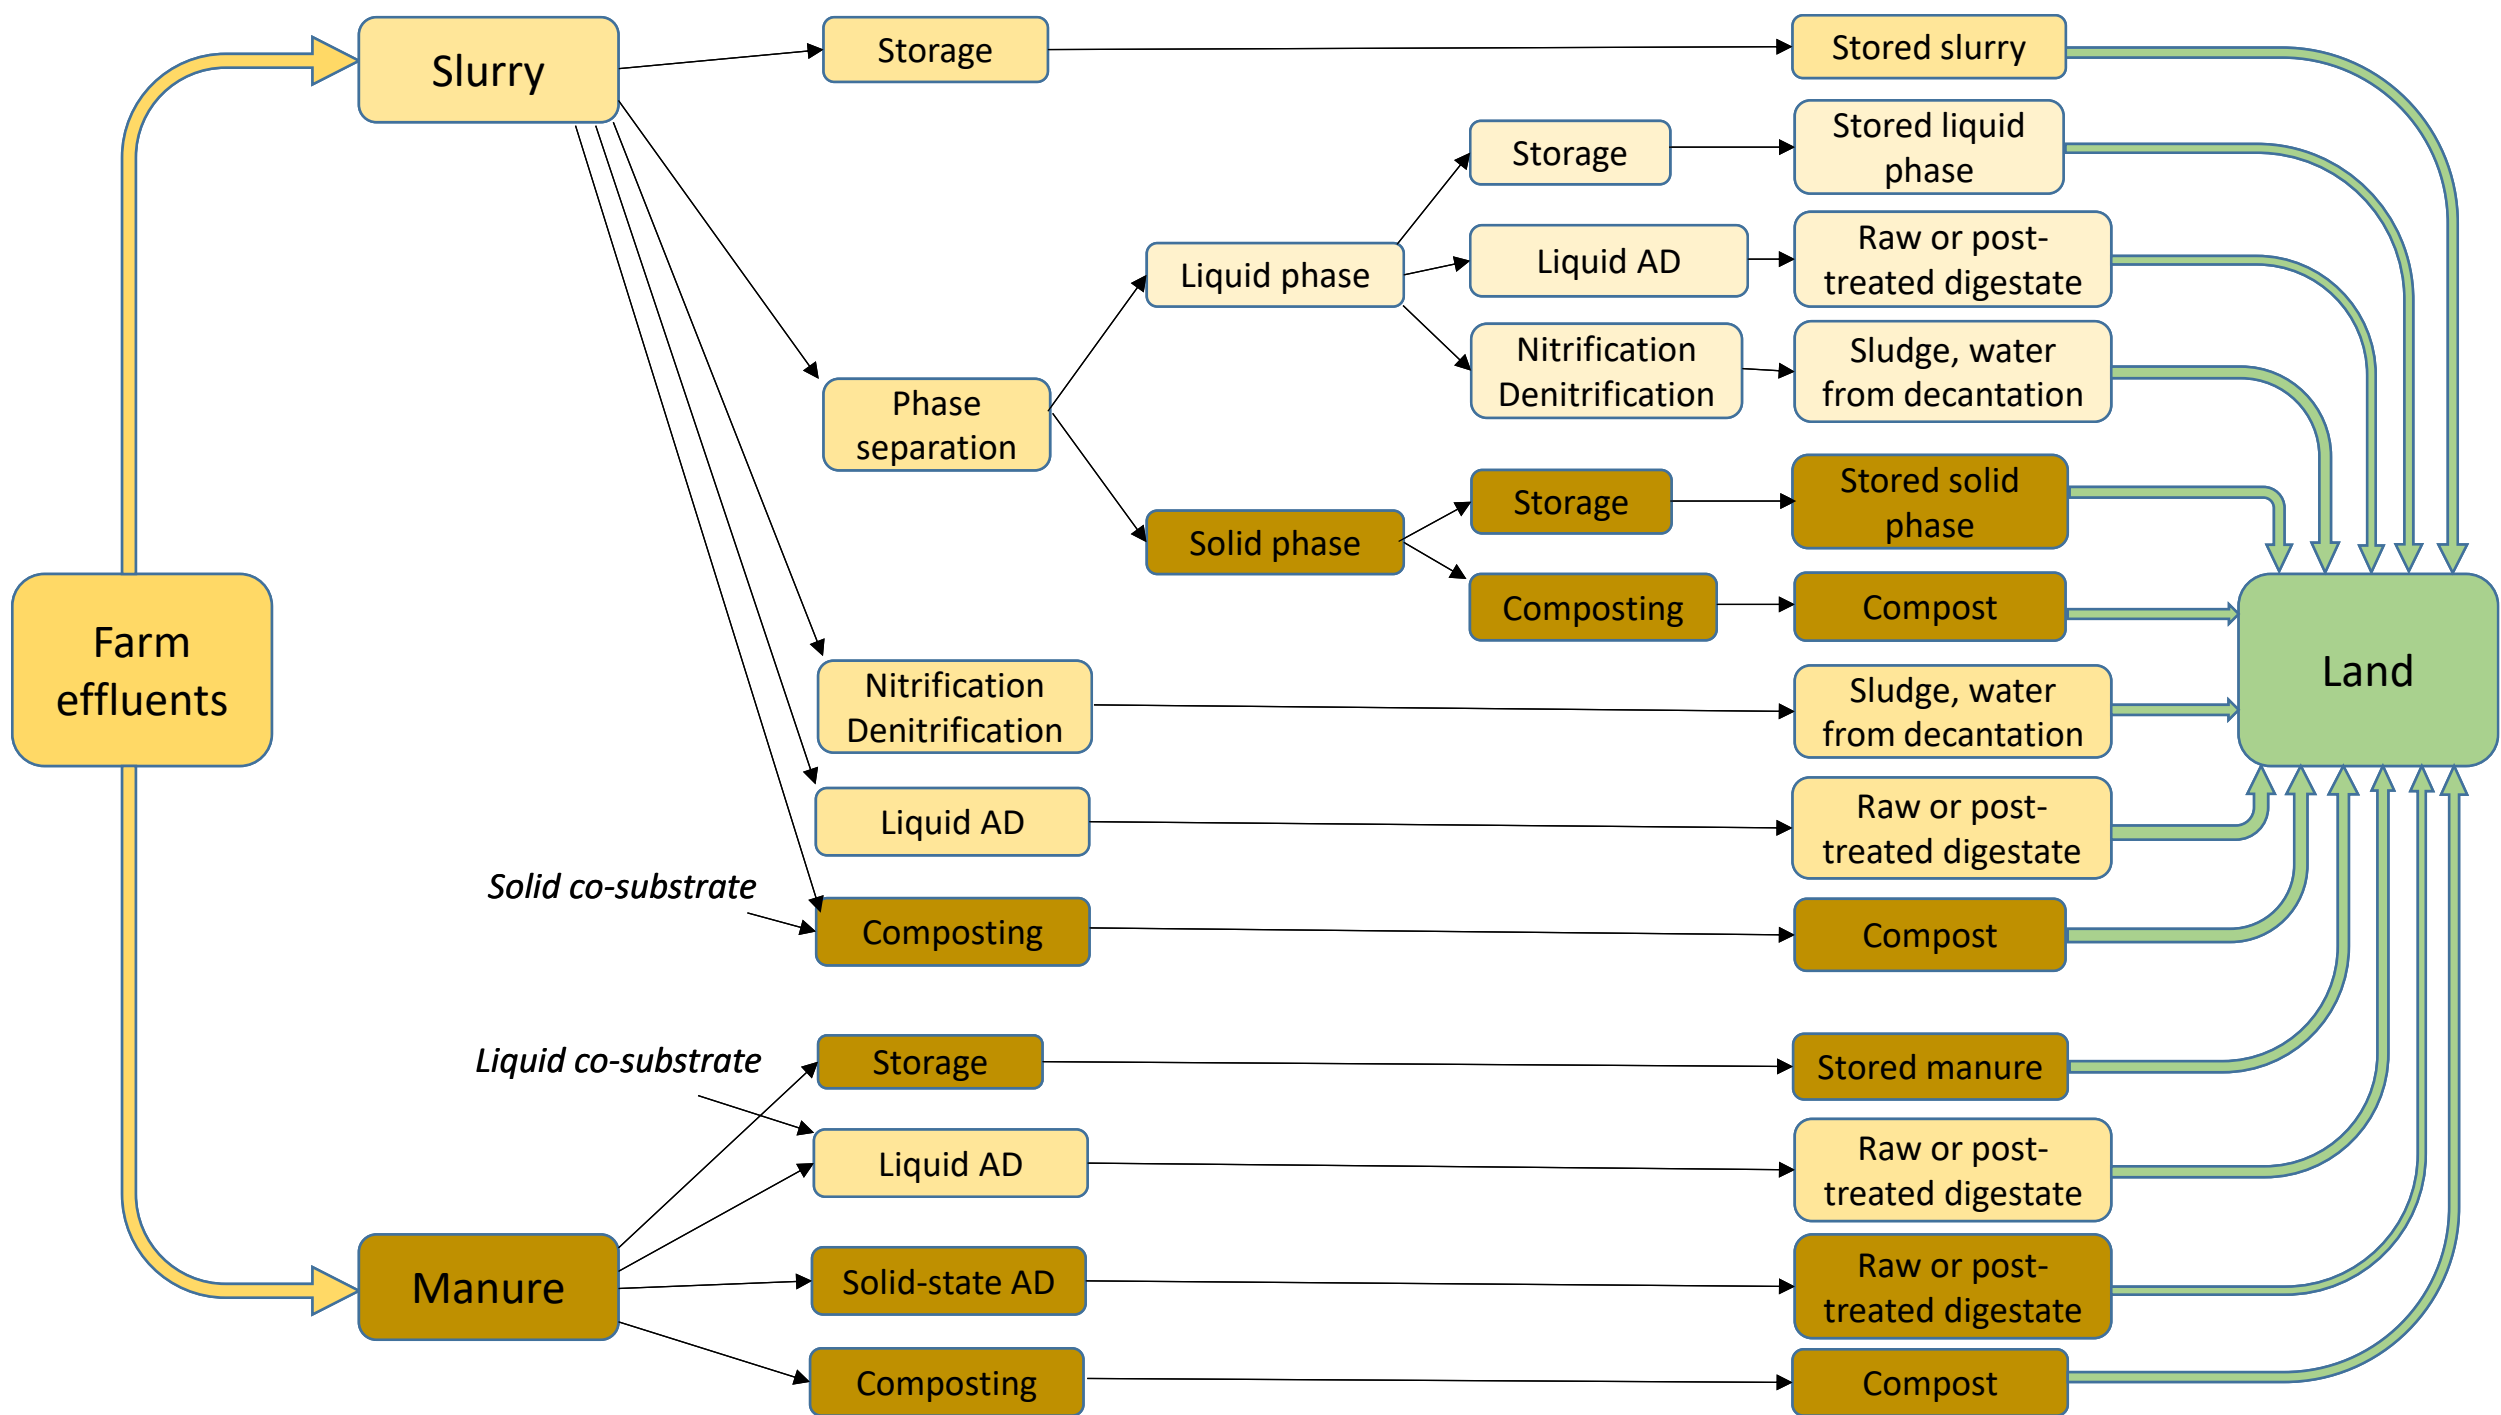 Slurry
Storage
Stored slurry
Storage
Stored liquid
phase
Liquid phase
Liquid AD
Raw or post-
treated digestate
Nitrification
Denitrification
Sludge, water
from decantation
Phase
separation
Solid phase
Storage
Stored solid
phase
Composting
Compost
Farm
effluents
Land
Nitrification
Denitrification
Sludge, water
from decantation
Liquid AD
Raw or post-
treated digestate
Solid co-substrate
Composting
Compost
Liquid co-substrate
Storage
Stored manure
Liquid AD
Raw or post-
treated digestate
Manure
Solid-state AD
Raw or post-
treated digestate
Composting
Compost